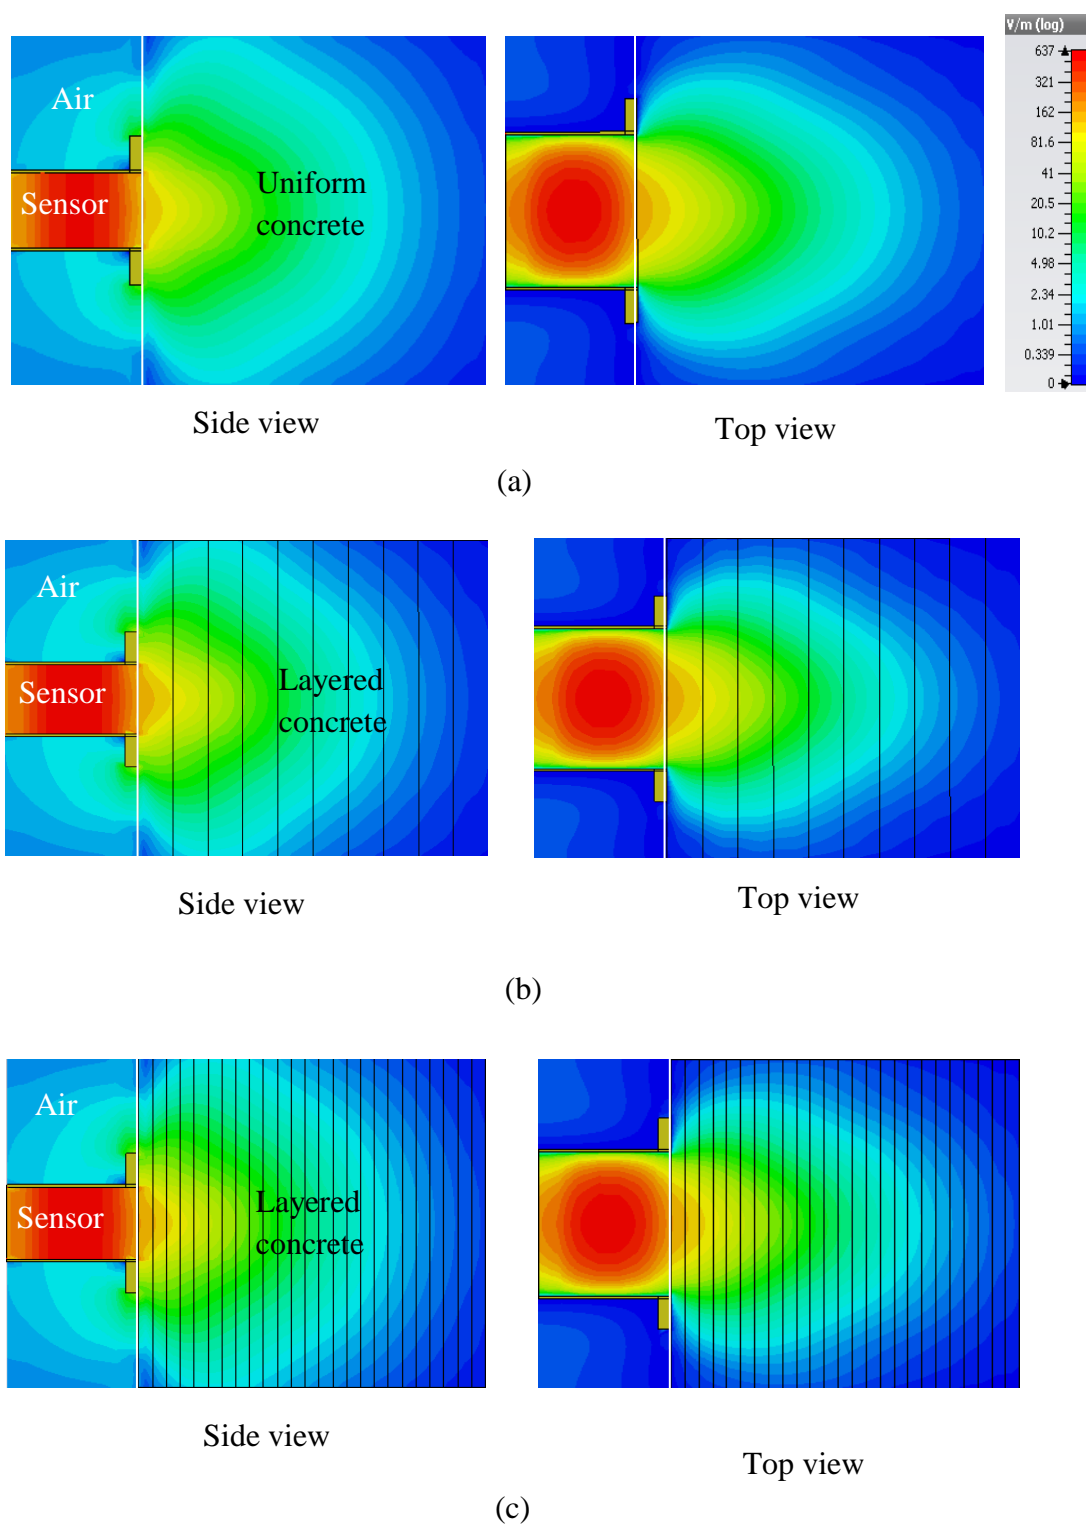 V/m (log)
637
321
162
81.6
41
20.5
10.2
4.98
2.34
1.01
0.339
0
Air
Sensor
Uniform
concrete
Side view
Top view
(a)
Air
Sensor
Layered
concrete
Side view
Top view
(b)
Air
Sensor
Layered
concrete
Side view
Top view
(c)